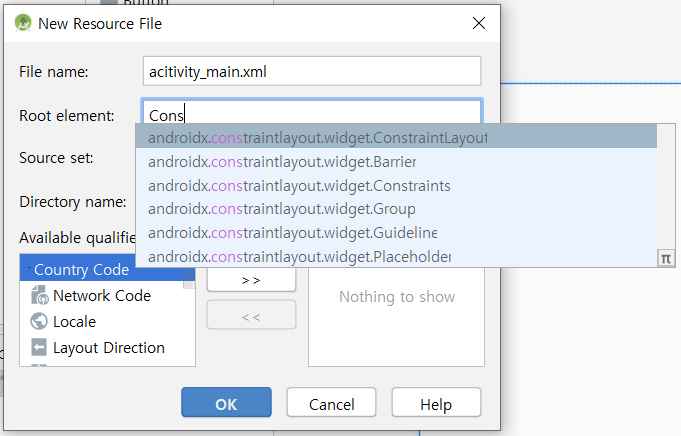 Button
New Resource File
File name:
acitivity_main.xml
Root element:
Cons
androidx.constraintlayout.widget.ConstraintLayout
Source set:
androidx.constraintlayout.widget.Barrier
androidx.constraintlayout.widget.Constraints
Directory name:
androidx.constraintlayout.widget.Group
androidx.constraintlayout.widget.Guideline
Available qualifie
androidx.constraintlayout.widget.Placeholder
π
Country Code
>>
Network Code
Nothing to show
Locale
<<
Layout Direction
OK
Cancel
Help